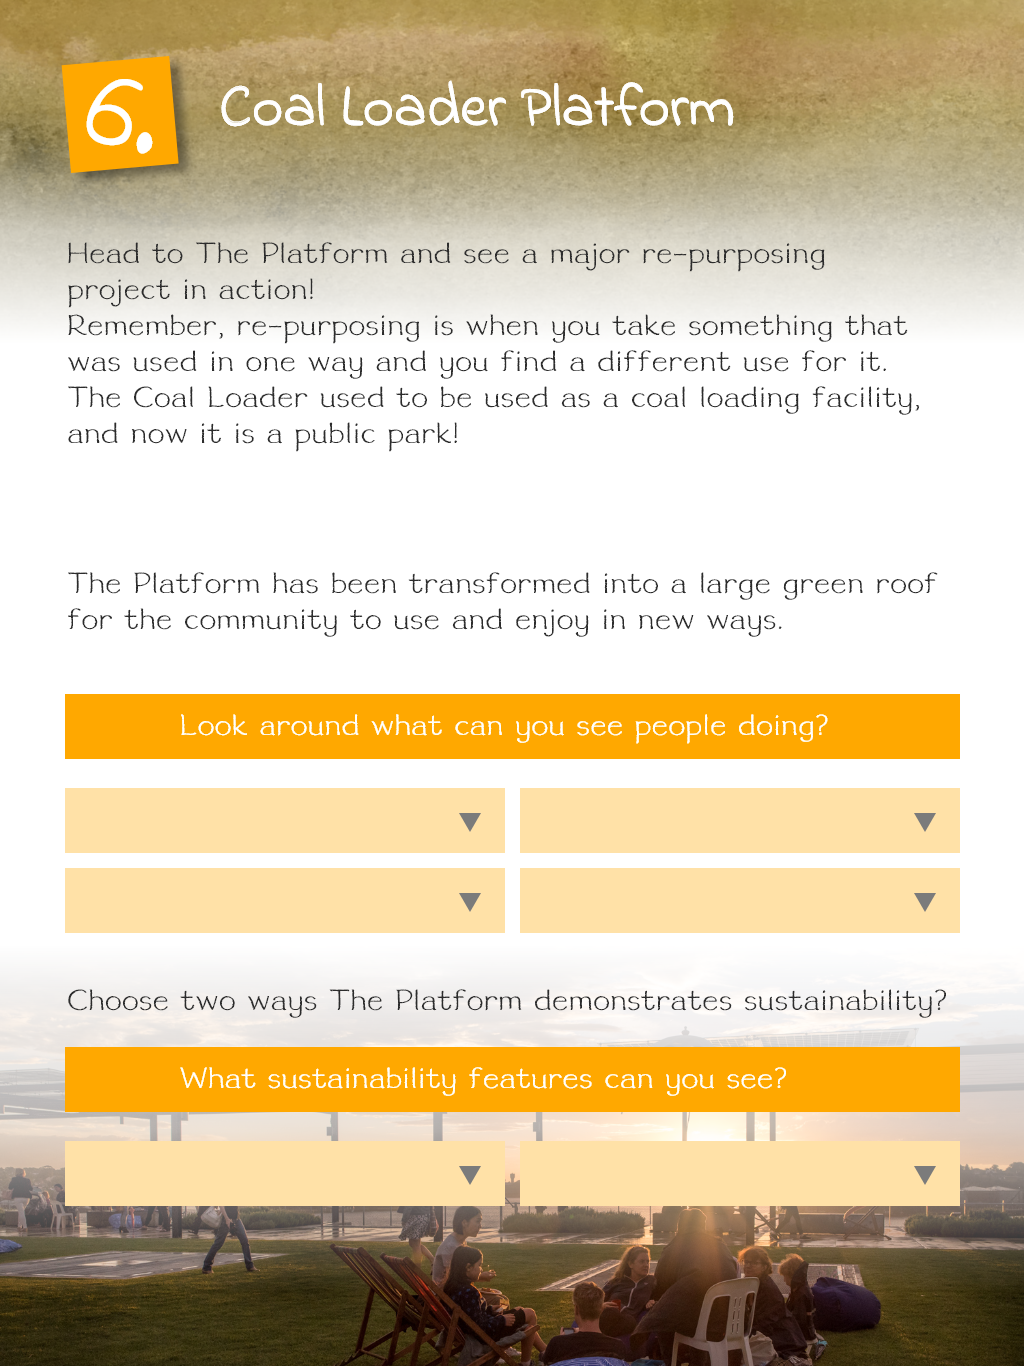 6.
Coal Loader Platform
Head to The Platform and see a major re-purposing
project in action!
Remember, re-purposing is when you take something that
was used in one way and you find a different use for it.
The Coal Loader used to be used as a coal loading facility,
and now it is a public park!
The Platform has been transformed into a large green roof
for the community to use and enjoy in new ways.
Look around what can you see people doing?
Choose two ways The Platform demonstrates sustainability?
What sustainability features can you see?